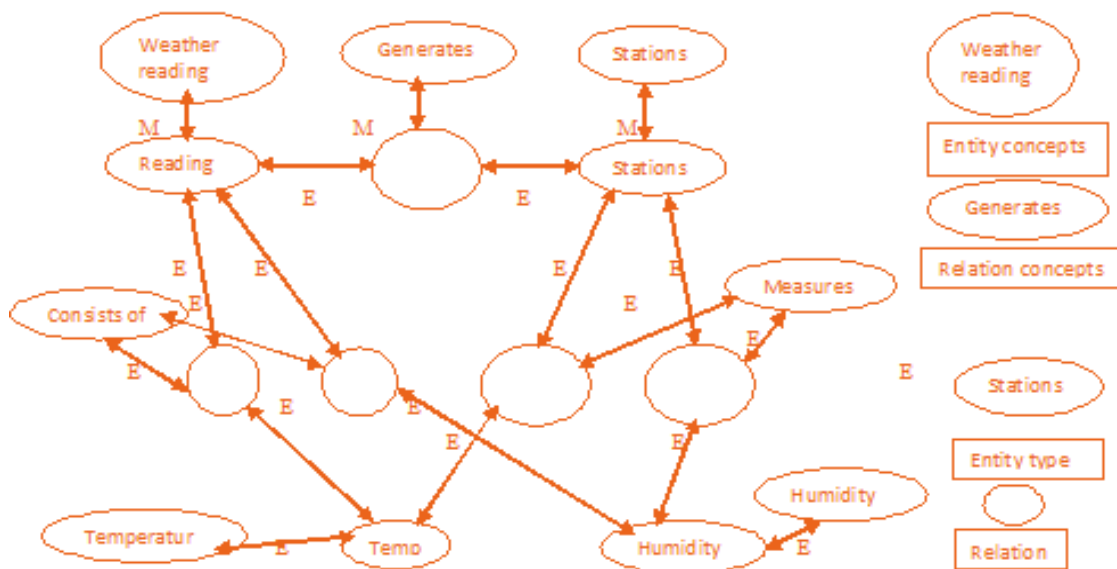 Weather
reading
Generates
Stations
Weather
reading
M
M
M
Entity concepts
Reading
Stations
E
E
Generates
E
E
E
E
Relation concepts
Measures
E
E
Consists of
E
E
E
Stations
E
E
E
E
Entity type
Humidity
Temperatur
E
Temo
Humidity
E
Relation